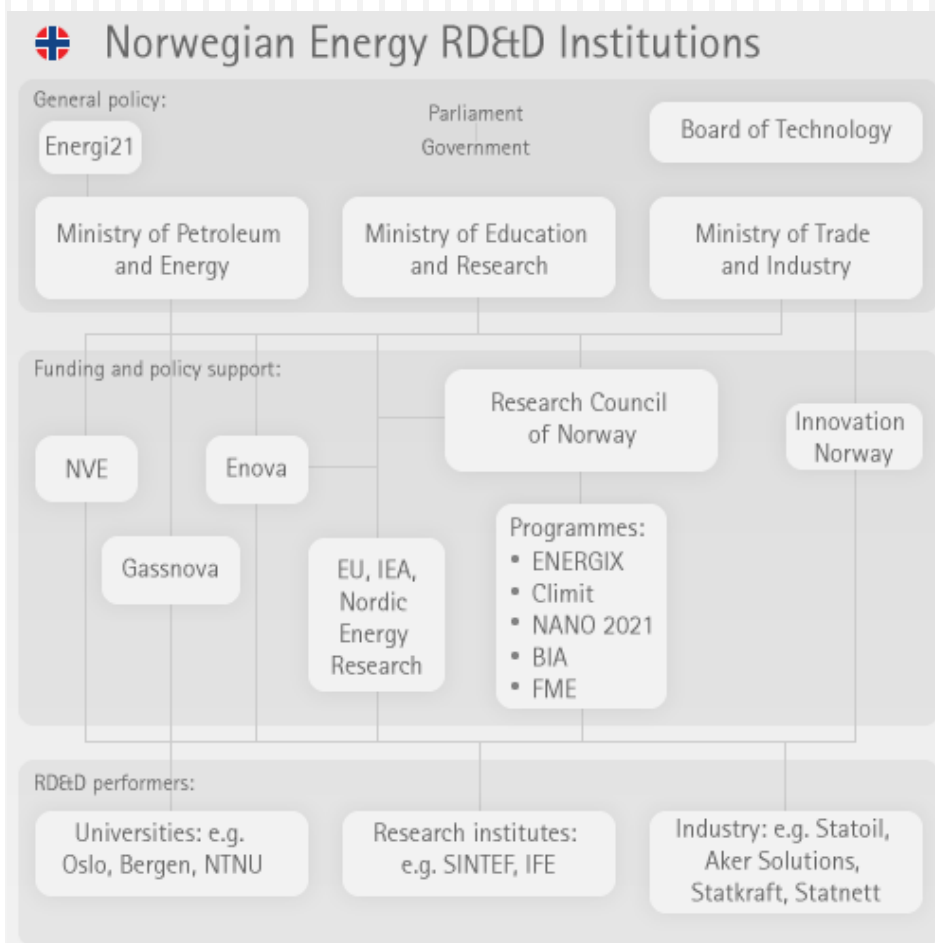 Norwegian Energy RD&D Institutions
General policy:
Energi21
Parliament
Government
Board of Technology
Ministry of Petroleum
and Energy
Ministry of Education
and Research
Ministry of Trade
and Industry
Funding and policy support:
NVE
Enova
Research Council
of Norway
Innovation
Norway
Gassnova
EU, IEA,
Nordic
Energy
Research
Programmes:
• ENERGIX
• Climit
• NANO 2021
• BIA
• FME
RD&D performers:
Universities: e.g.
Oslo, Bergen, NTNU
Research institutes:
e.g. SINTEF, IFE
Industry: e.g. Statoil,
Aker Solutions,
Statkraft, Statnett